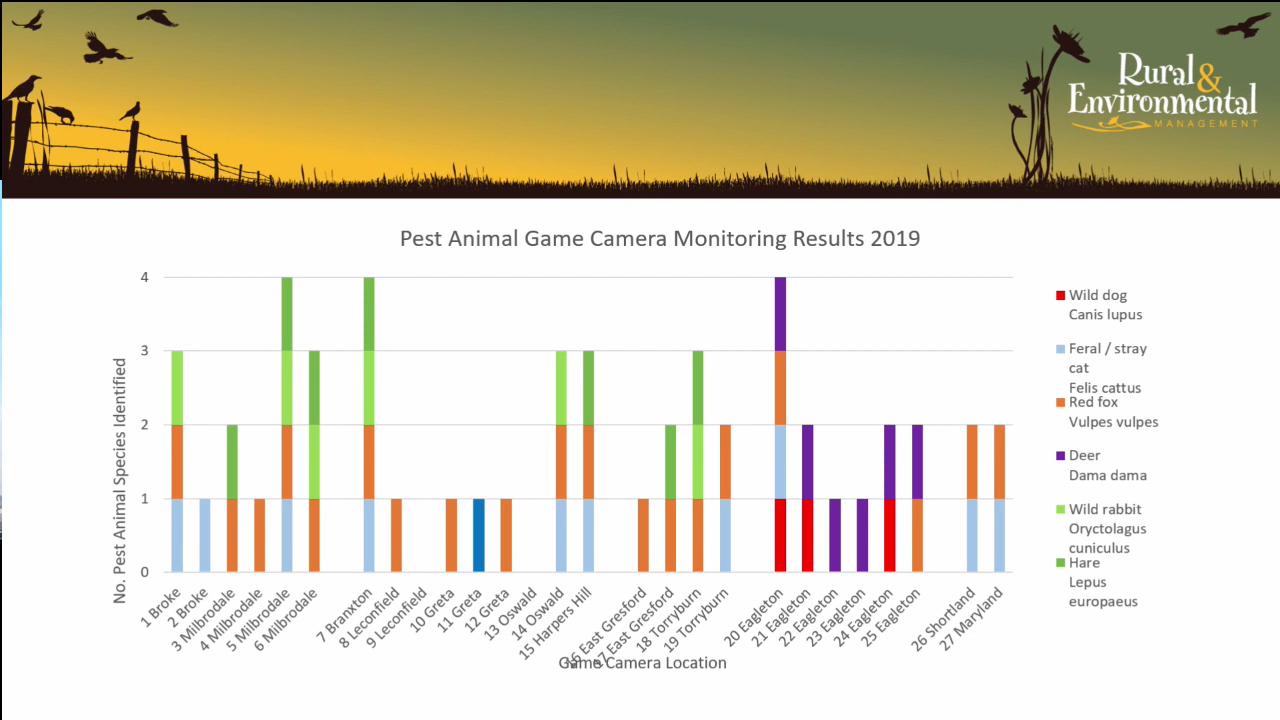 Rural &
Environmental
MANAGEMENT
Pest Animal Game Camera Monitoring Results 2019
No. Pest Animal Species Identified
4
3
2
1
0
1 Broke
2 Broke
3 Milbrodale
4 Milbrodale
5 Milbrodale
6 Milbrodale
7 Branxton
8 Leconfield
9 Leconfield
10 Greta
11 Greta
12 Greta
13 Oswald
14 Oswald
15 Harpers Hill
16 East Gresford
17 East Gresford
18 Torryburn
19 Torryburn
20 Eagleton
21 Eagleton
22 Eagleton
23 Eagleton
24 Eagleton
25 Eagleton
26 Shortland
27 Maryland
Game Camera Location
Wild dog
Canis lupus
Feral / stray
cat
Felis cattus
Red fox
Vulpes vulpes
Deer
Dama dama
Wild rabbit
Oryctolagus
cuniculus
Hare
Lepus
europaeus